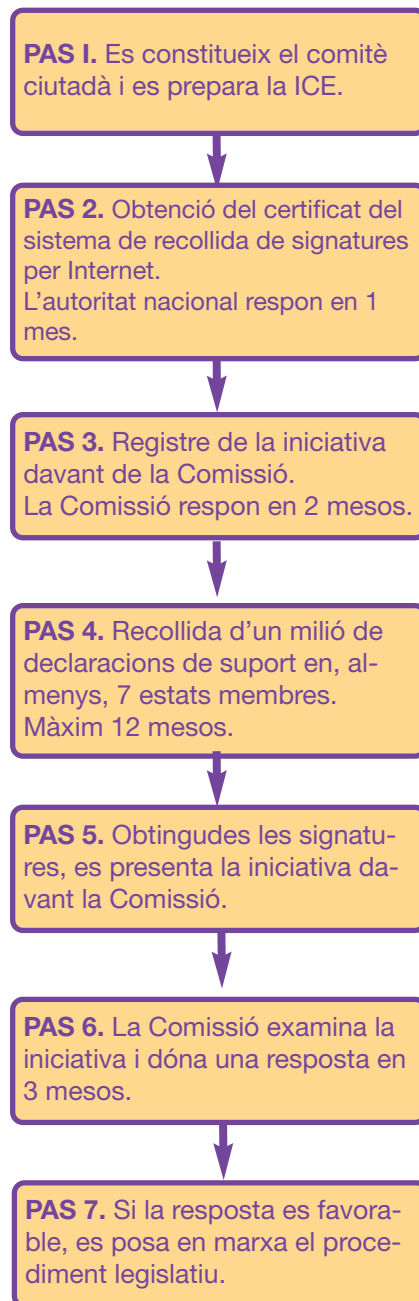 PAS I. Es constitueix el comitè
ciutadà i es prepara la ICE.
PAS 2. Obtenció del certificat del
sistema de recollida de signatures
per Internet.
L’autoritat nacional respon en 1
mes.
PAS 3. Registre de la iniciativa
davant de la Comissió.
La Comissió respon en 2 mesos.
PAS 4. Recollida d’un milió de
declaracions de suport en, al-
menys, 7 estats membres.
Màxim 12 mesos.
PAS 5. Obtingudes les signatu-
res, es presenta la iniciativa da-
vant la Comissió.
PAS 6. La Comissió examina la
iniciativa i dóna una resposta en
3 mesos.
PAS 7. Si la resposta es favora-
ble, es posa en marxa el proce-
diment legislatiu.